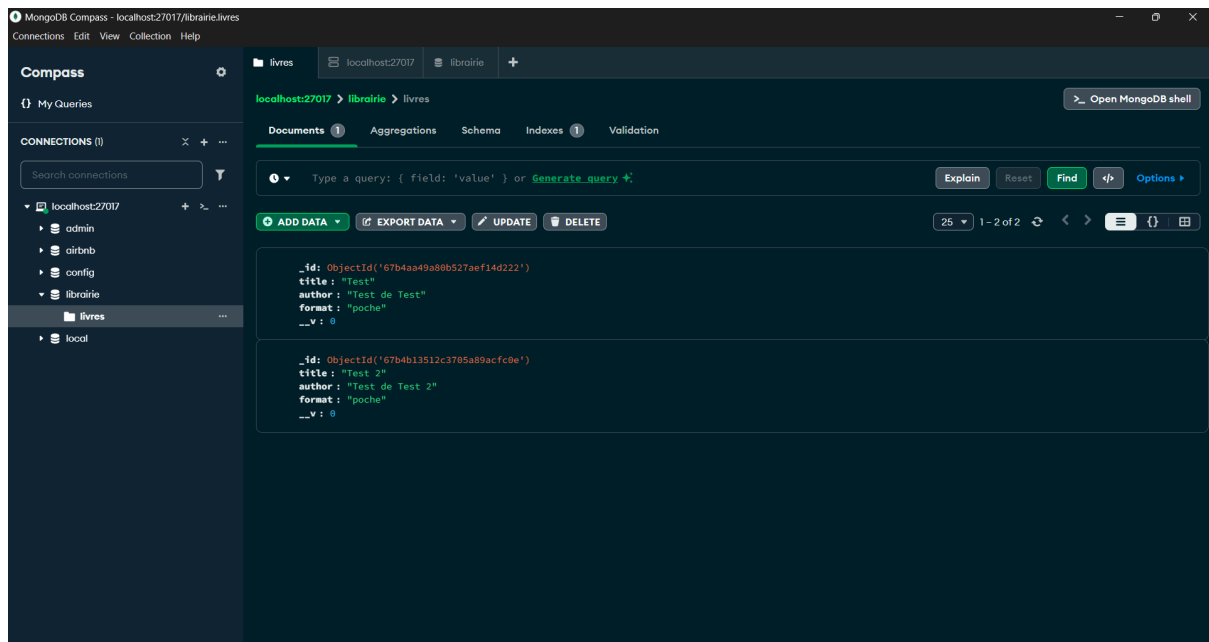 MongoDB Compass - localhost:27017/librairie.livres
Connections Edit View Collection Help
Compass
{} My Queries
CONNECTIONS (1)
Search connections
localhost:27017
admin
airbnb
config
librairie
livres
local
livres localhost:27017 librairie
localhost:27017 > librairie > livres
>_ Open MongoDB shell
Documents 1 Aggregations Schema Indexes 1 Validation
Type a query: { field: 'value' } or Generate query
Explain Reset Find </> Options
ADD DATA EXPORT DATA UPDATE DELETE
25 1 – 2 of 2 {}
_id: ObjectId('67b4aa49a80b527aef14d222')
title : "Test"
author : "Test de Test"
format : "poche"
__v : 0
_id: ObjectId('67b4b13512c3705a89acfc0e')
title : "Test 2"
author : "Test de Test 2"
format : "poche"
__v : 0